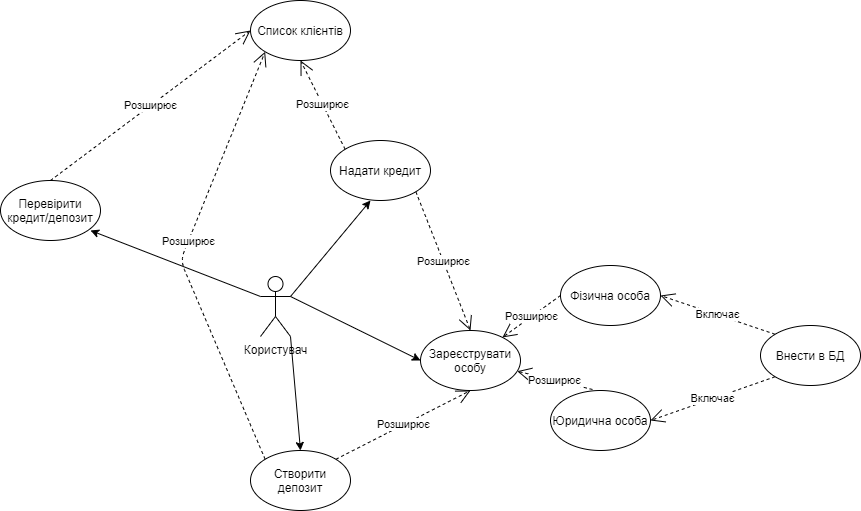 Список клієнтів
Розширює
Розширює
Надати кредит
Перевірити
кредит/депозит
Розширює
Розширює
Фізична особа
Розширює
Включає
Користувач
Зареєструвати
особу
Внести в БД
Розширює
Включає
Юридична особа
Розширює
Створити
депозит